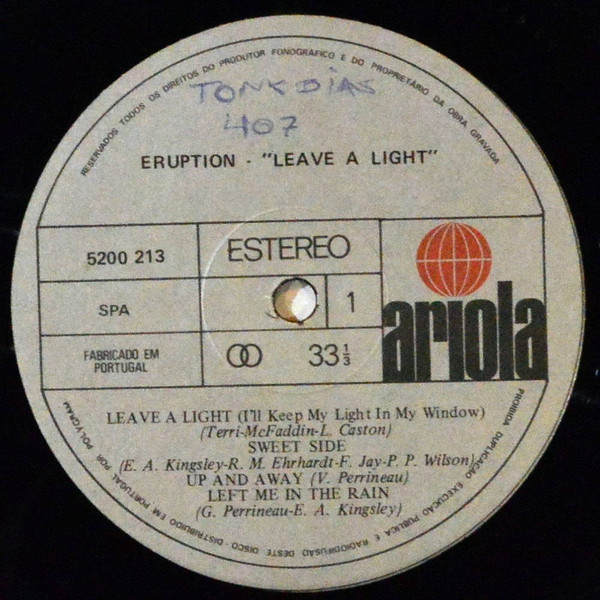 RESERVADOS TODOS OS DIREITOS DO PRODUTOR FONOGRÁFICO E DO PROPRIETÁRIO DA OBRA GRAVADA
TONY DIAS
407
ERUPTION - "LEAVE A LIGHT"
5200 213
ESTEREO
SPA
1
ariola
FABRICADO EM
PORTUGAL
33 1/3
LEAVE A LIGHT (I'll Keep My Light In My Window)
(Terri-McFaddin-L. Caston)
SWEET SIDE
(E. A. Kingsley-R. M. Ehrhardt-F. Jay-P. P. Wilson)
UP AND AWAY (V. Perrineau)
LEFT ME IN THE RAIN
(G. Perrineau-E. A. Kingsley)
PROIBIDA DUPLICAÇÃO EXECUÇÃO PÚBLICA E RADIODIFUSÃO DESTE DISCO - DISTRIBUIDO EM PORTUGAL POR POLYGRAM